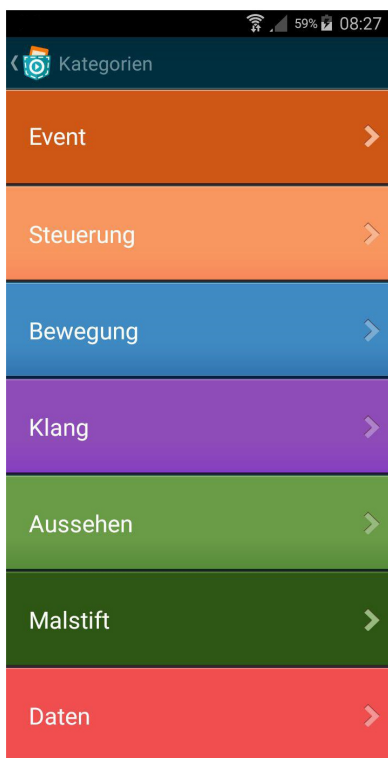 59% 08:27
Kategorien
Event
Steuerung
Bewegung
Klang
Aussehen
Malstift
Daten